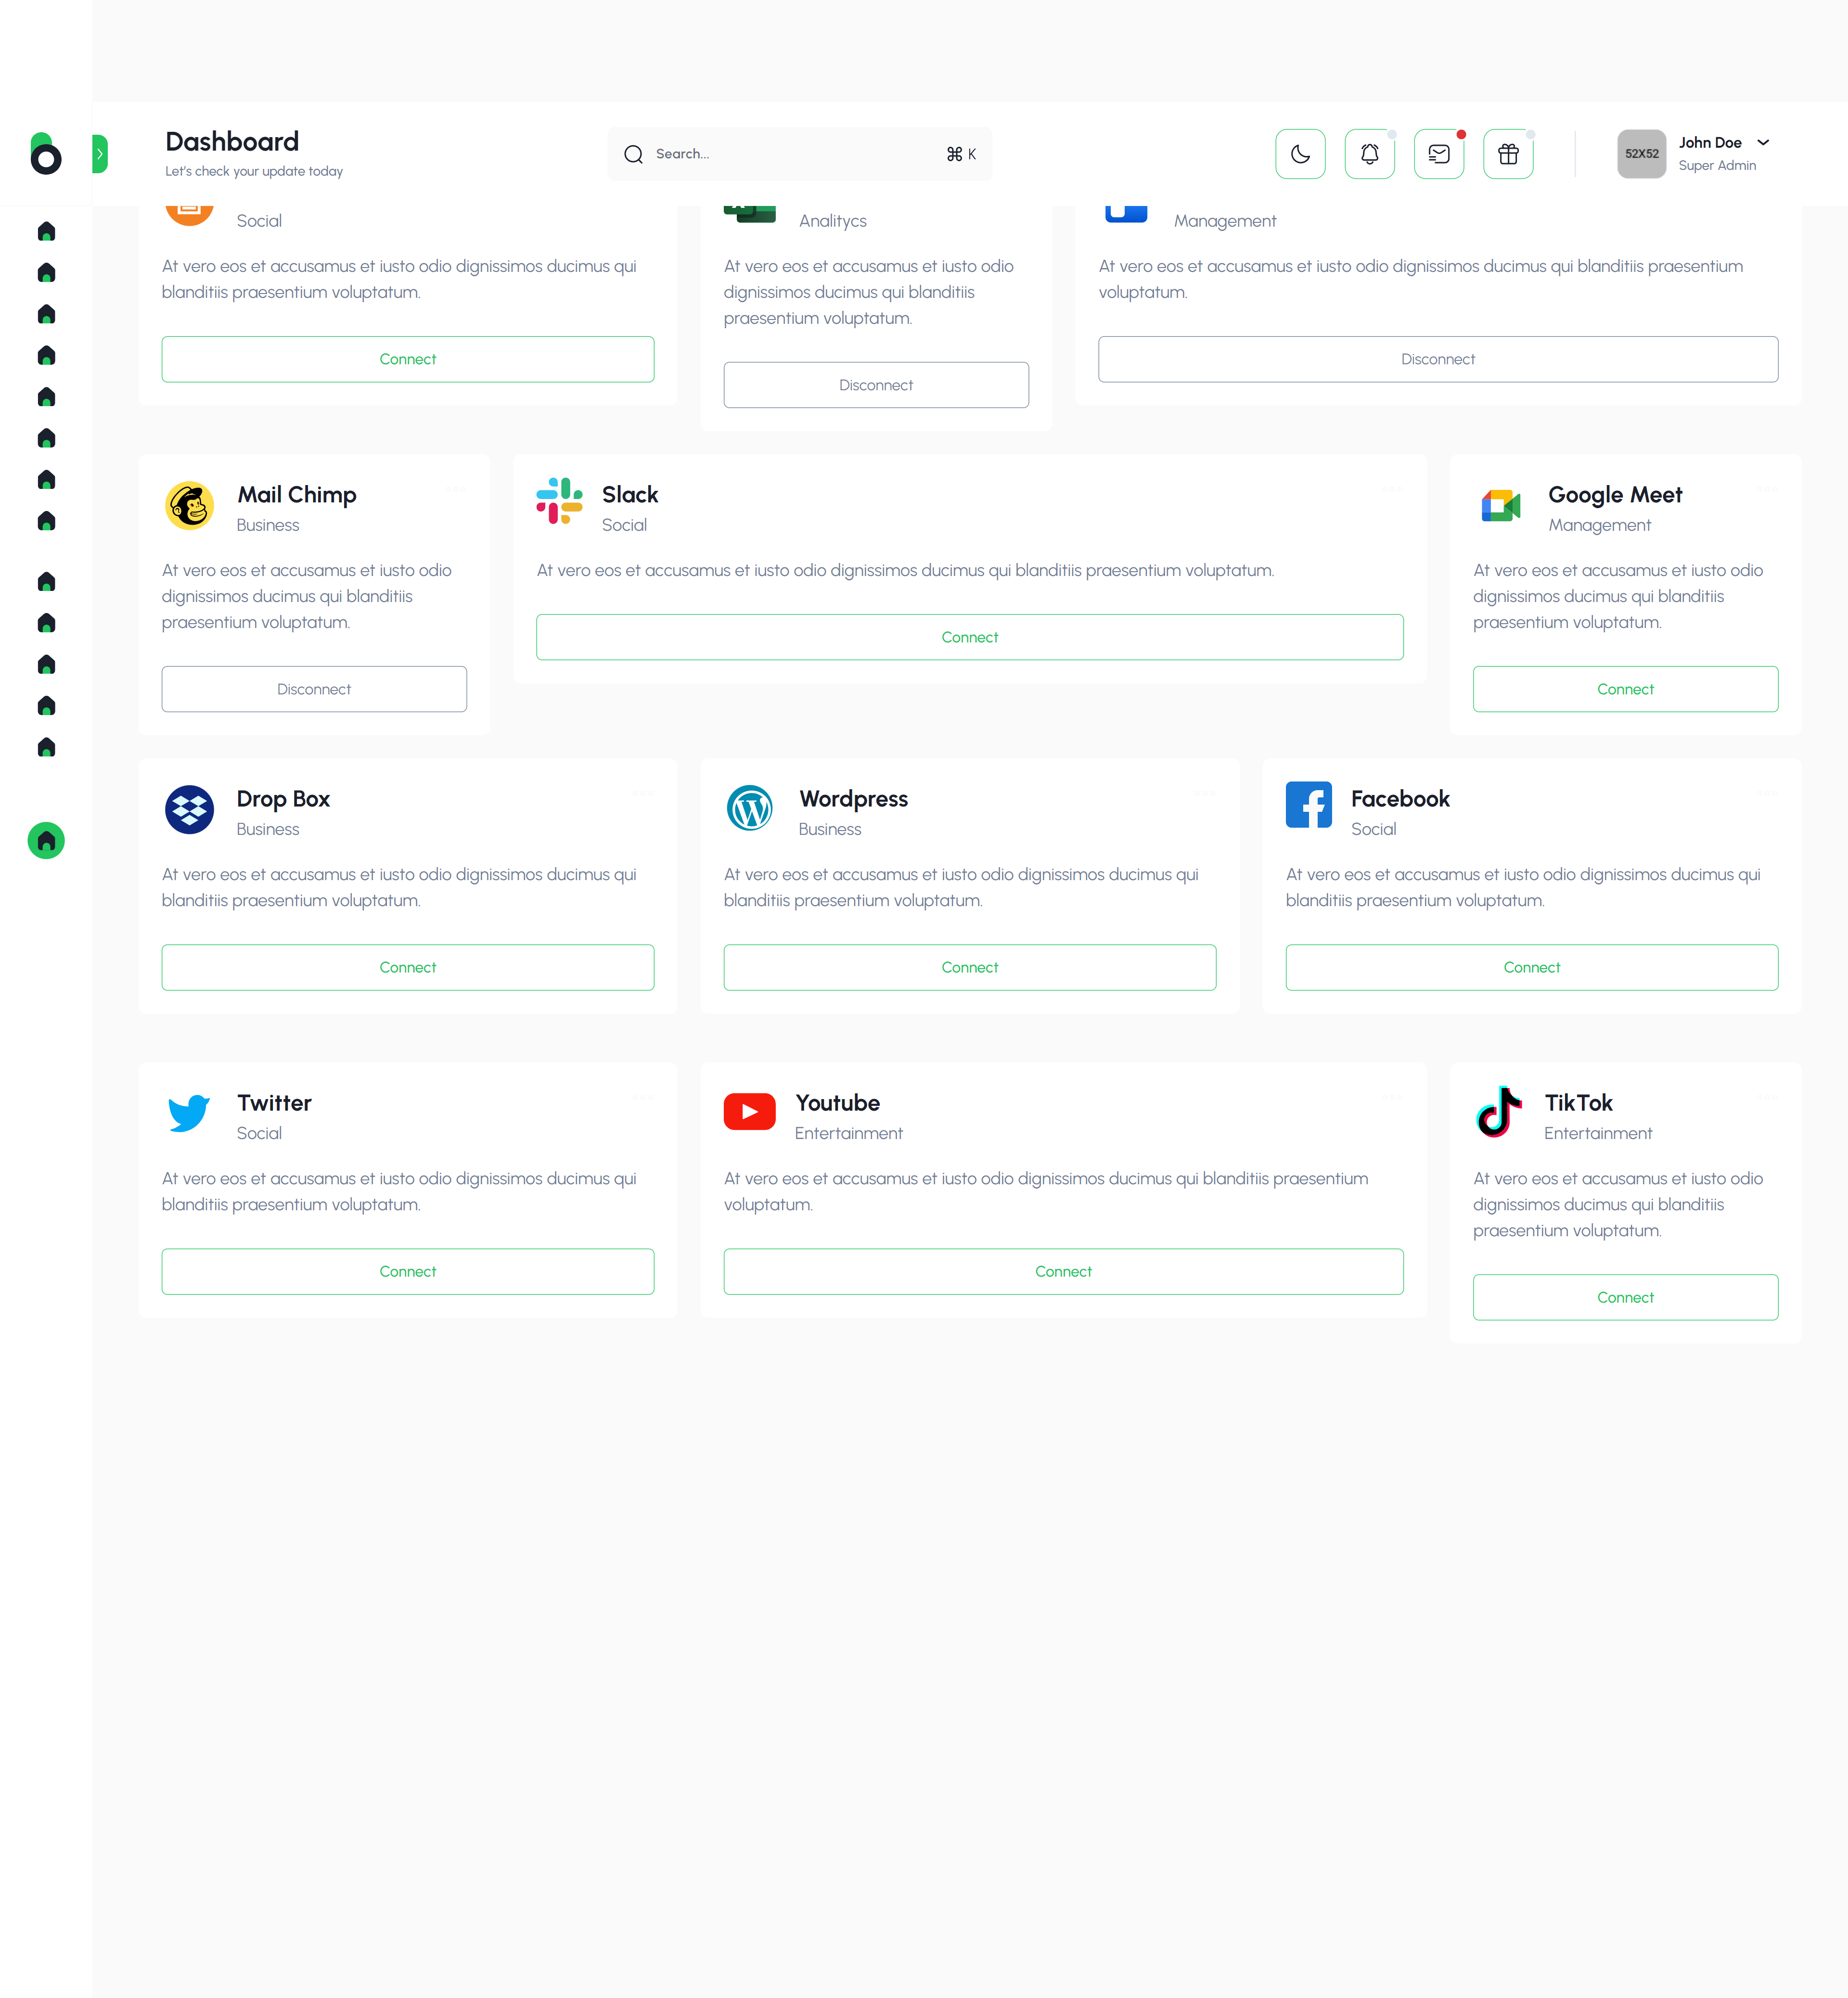 Dashboard
Let's check your update today
Search...
⌘ K
52X52
John Doe
Super Admin
Social
At vero eos et accusamus et iusto odio dignissimos ducimus qui
blanditiis praesentium voluptatum.
Connect
Analitycs
At vero eos et accusamus et iusto odio
dignissimos ducimus qui blanditiis
praesentium voluptatum.
Disconnect
Management
At vero eos et accusamus et iusto odio dignissimos ducimus qui blanditiis praesentium
voluptatum.
Disconnect
Mail Chimp
Business
At vero eos et accusamus et iusto odio
dignissimos ducimus qui blanditiis
praesentium voluptatum.
Disconnect
Slack
Social
At vero eos et accusamus et iusto odio dignissimos ducimus qui blanditiis praesentium voluptatum.
Connect
Google Meet
Management
At vero eos et accusamus et iusto odio
dignissimos ducimus qui blanditiis
praesentium voluptatum.
Connect
Drop Box
Business
At vero eos et accusamus et iusto odio dignissimos ducimus qui
blanditiis praesentium voluptatum.
Connect
Wordpress
Business
At vero eos et accusamus et iusto odio dignissimos ducimus qui
blanditiis praesentium voluptatum.
Connect
Facebook
Social
At vero eos et accusamus et iusto odio dignissimos ducimus qui
blanditiis praesentium voluptatum.
Connect
Twitter
Social
At vero eos et accusamus et iusto odio dignissimos ducimus qui
blanditiis praesentium voluptatum.
Connect
Youtube
Entertainment
At vero eos et accusamus et iusto odio dignissimos ducimus qui blanditiis praesentium
voluptatum.
Connect
TikTok
Entertainment
At vero eos et accusamus et iusto odio
dignissimos ducimus qui blanditiis
praesentium voluptatum.
Connect